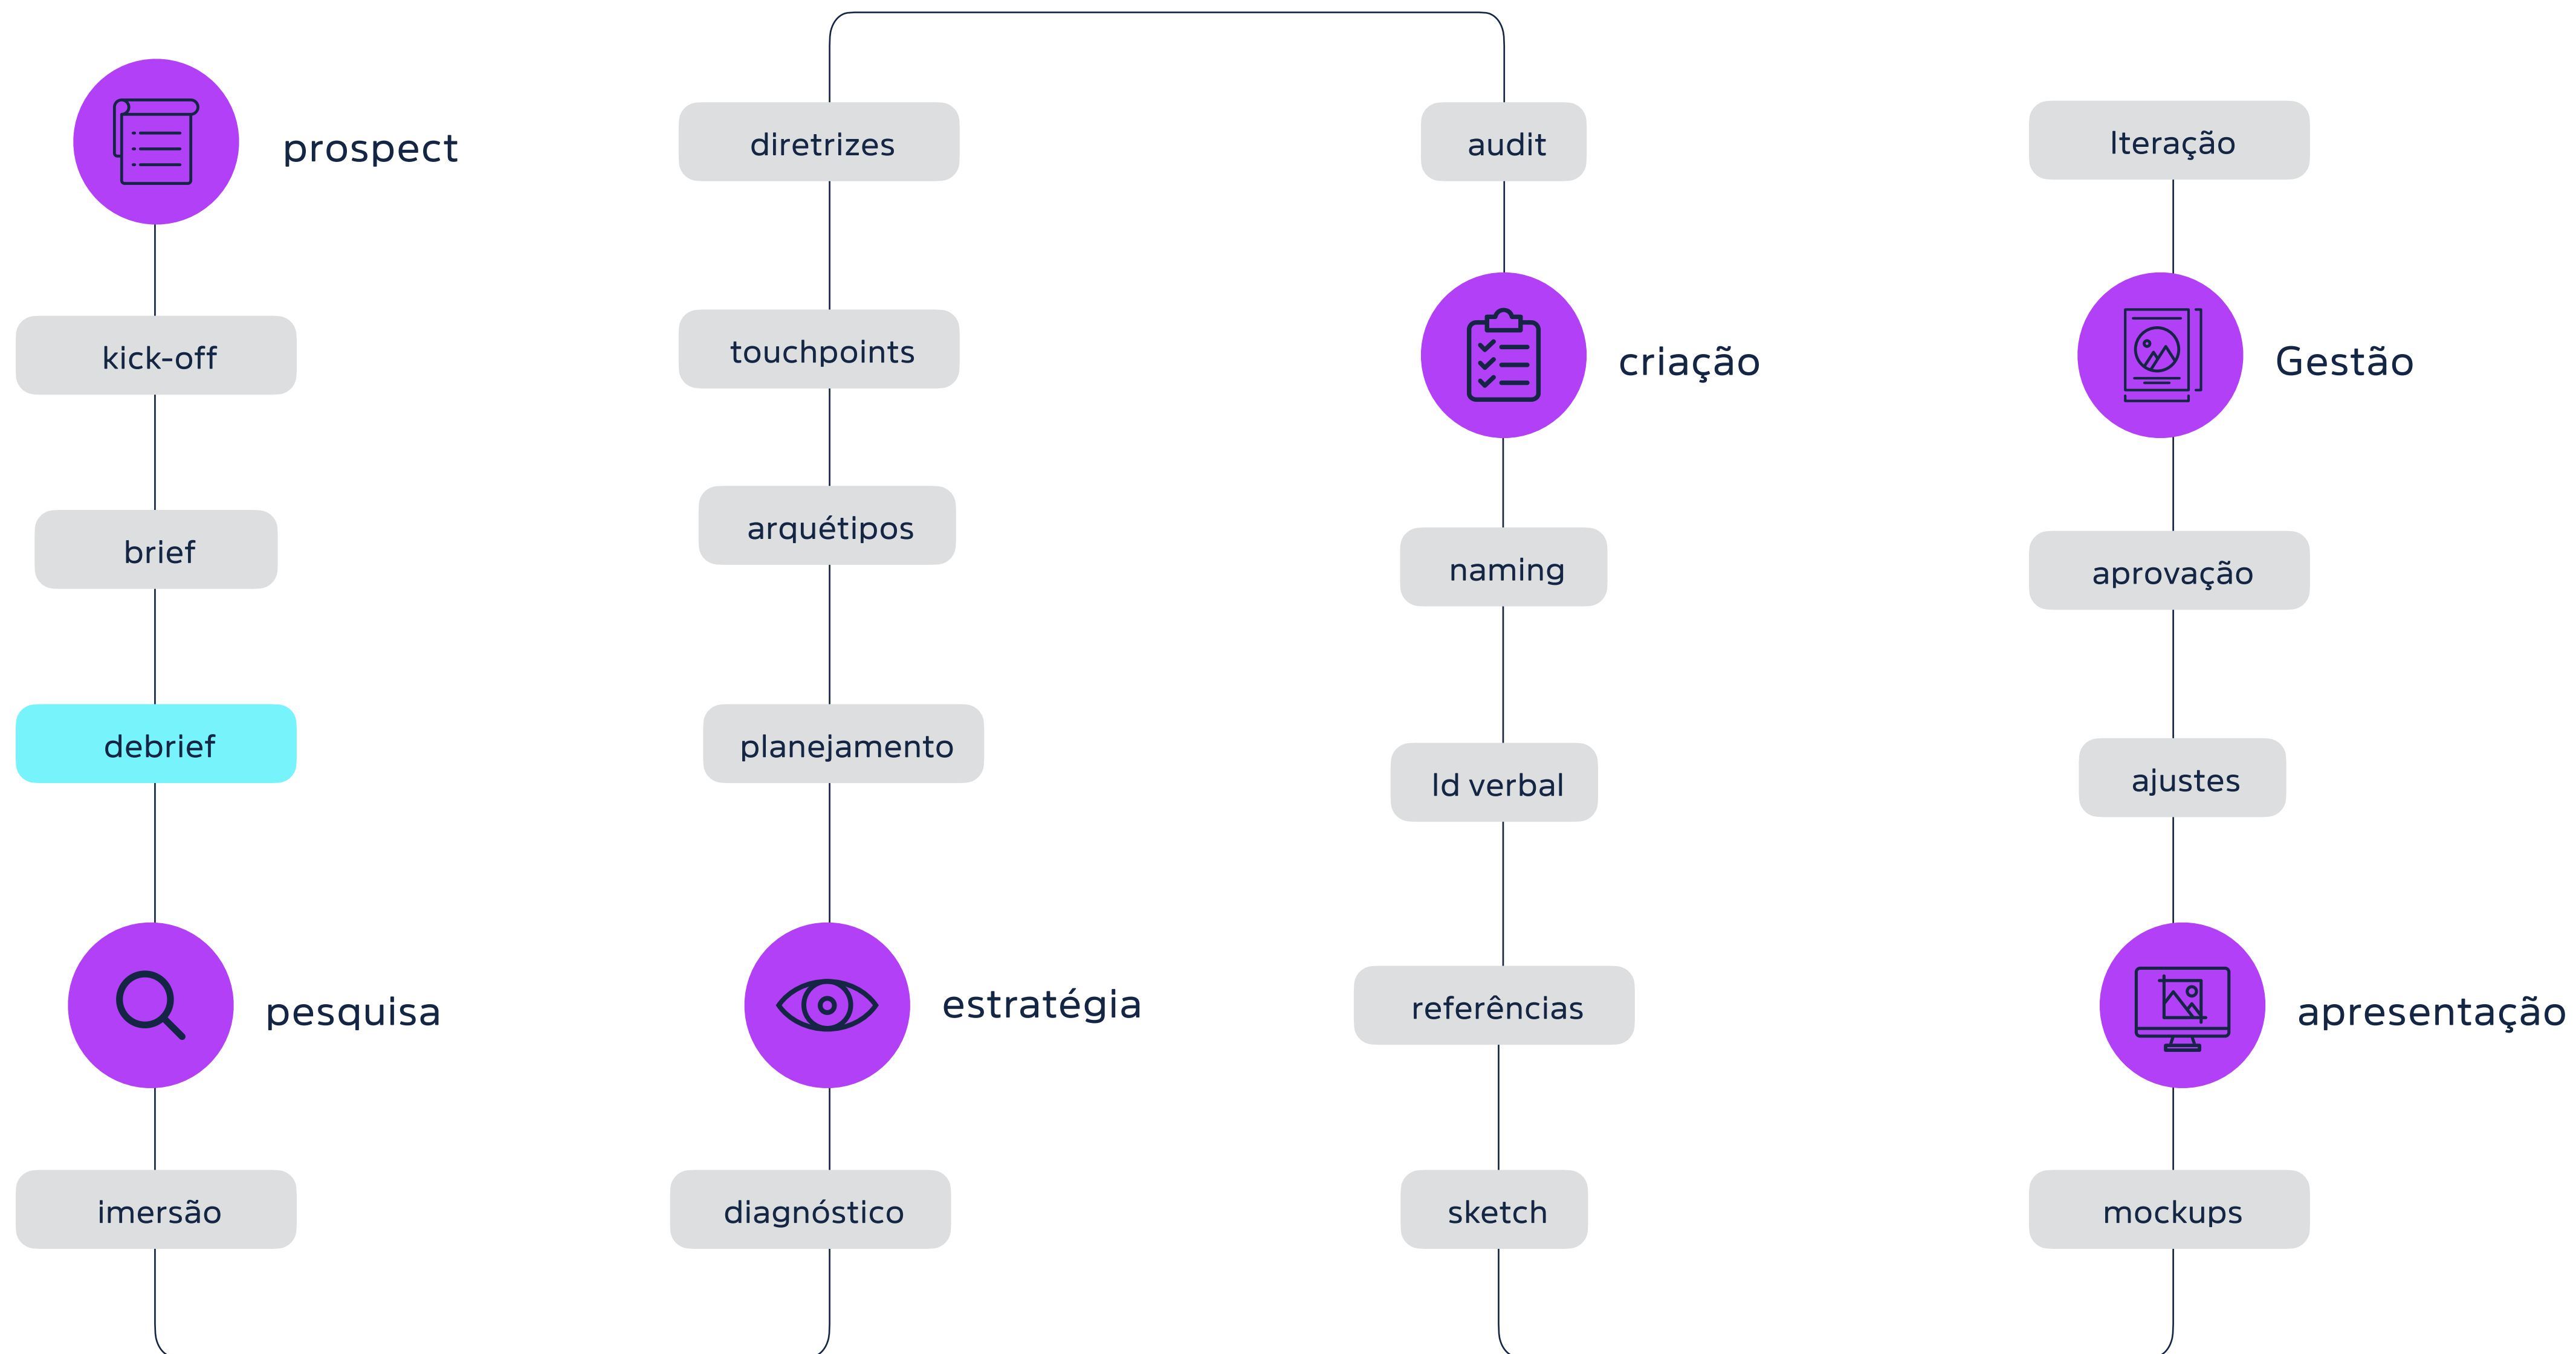 prospect
kick-off
brief
debrief
pesquisa
imersão
diretrizes
touchpoints
arquétipos
planejamento
estratégia
diagnóstico
audit
criação
naming
Id verbal
referências
sketch
Iteração
Gestão
aprovação
ajustes
apresentação
mockups